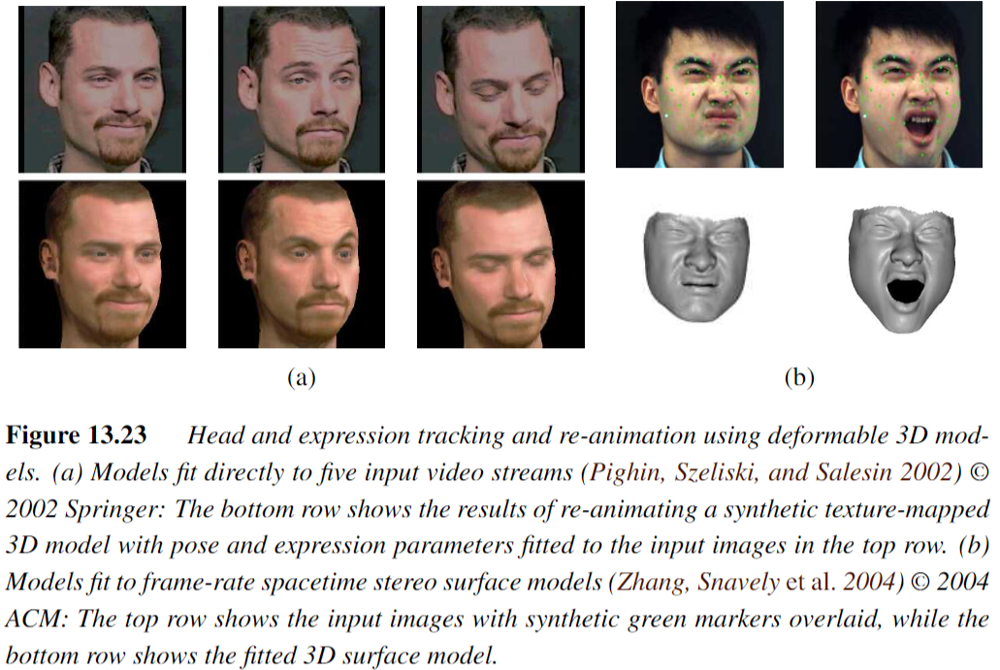 (a)
(b)
Figure 13.23 Head and expression tracking and re-animation using deformable 3D mod-
els. (a) Models fit directly to five input video streams (Pighin, Szeliski, and Salesin 2002) ©
2002 Springer: The bottom row shows the results of re-animating a synthetic texture-mapped
3D model with pose and expression parameters fitted to the input images in the top row. (b)
Models fit to frame-rate spacetime stereo surface models (Zhang, Snavely et al. 2004) © 2004
ACM: The top row shows the input images with synthetic green markers overlaid, while the
bottom row shows the fitted 3D surface model.